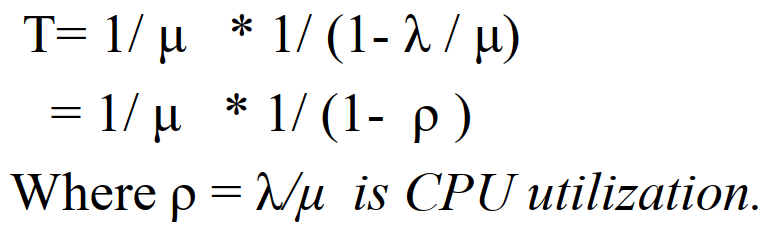 T= 1/ μ * 1/ (1- λ / μ)
= 1/ μ * 1/ (1- ρ )
Where ρ = λ/μ is CPU utilization.